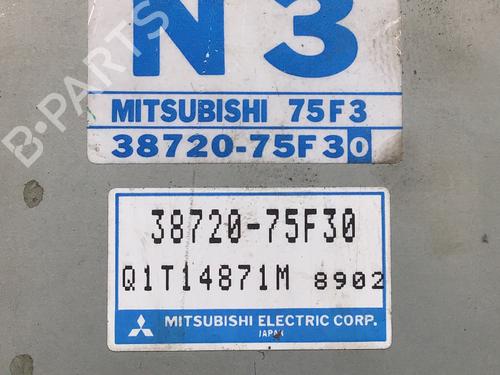 N3
MITSUBISHI 75F3
38720-75F30
38720-75F30
Q1T14871M 8902
MITSUBISHI ELECTRIC CORP.
JAPAN
B-PARTS